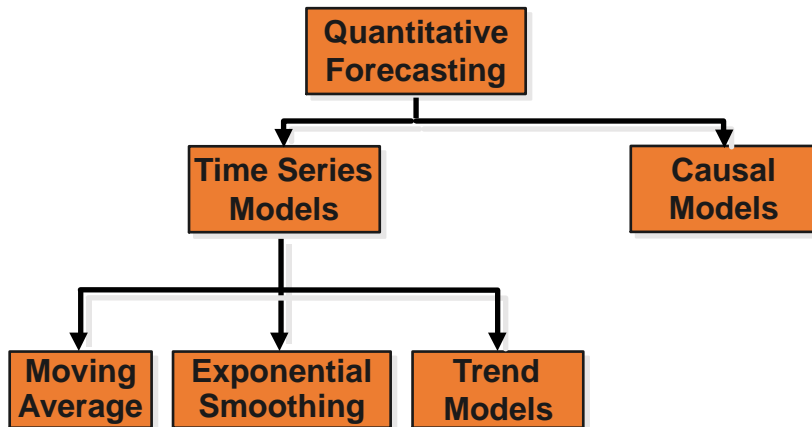 Quantitative
Forecasting
Time Series
Models
Causal
Models
Moving
Average
Exponential
Smoothing
Trend
Models